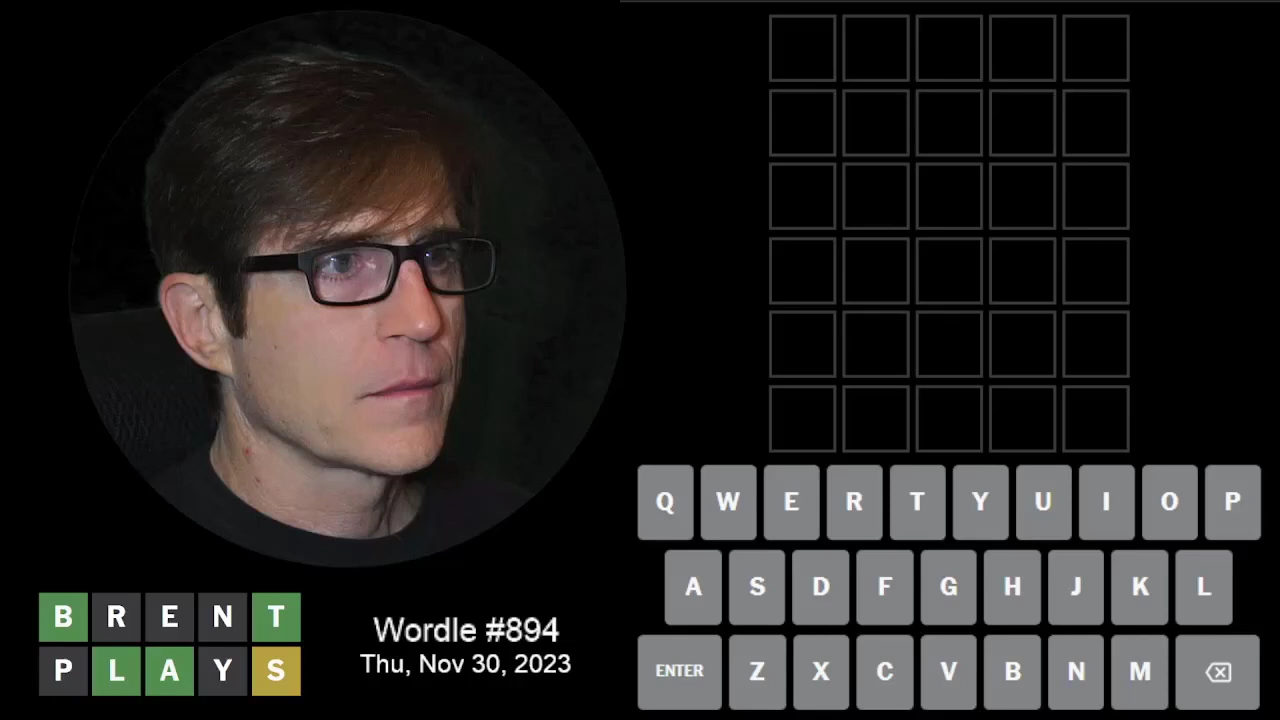 Q W E R T Y U I O P
A S D F G H J K L
ENTER Z X C V B N M
BRENT
PLAYS
Wordle #894
Thu, Nov 30, 2023